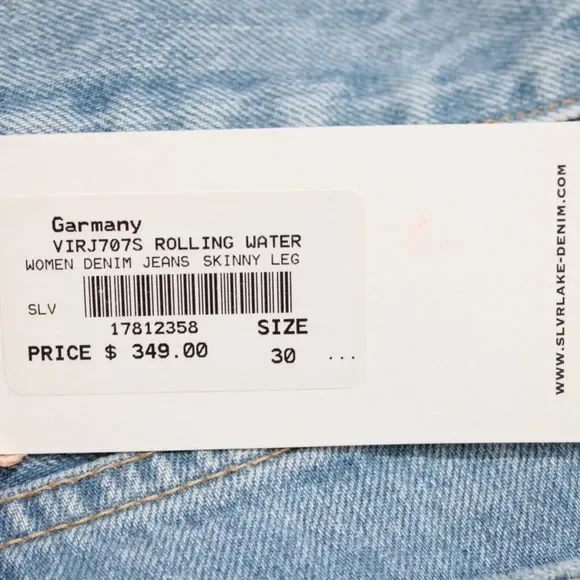 Garmany
VIRJ707S ROLLING WATER
WOMEN DENIM JEANS SKINNY LEG
SLV
17812358
SIZE
PRICE $ 349.00
30 ...
WWW.SLVRLAKE-DENIM.COM